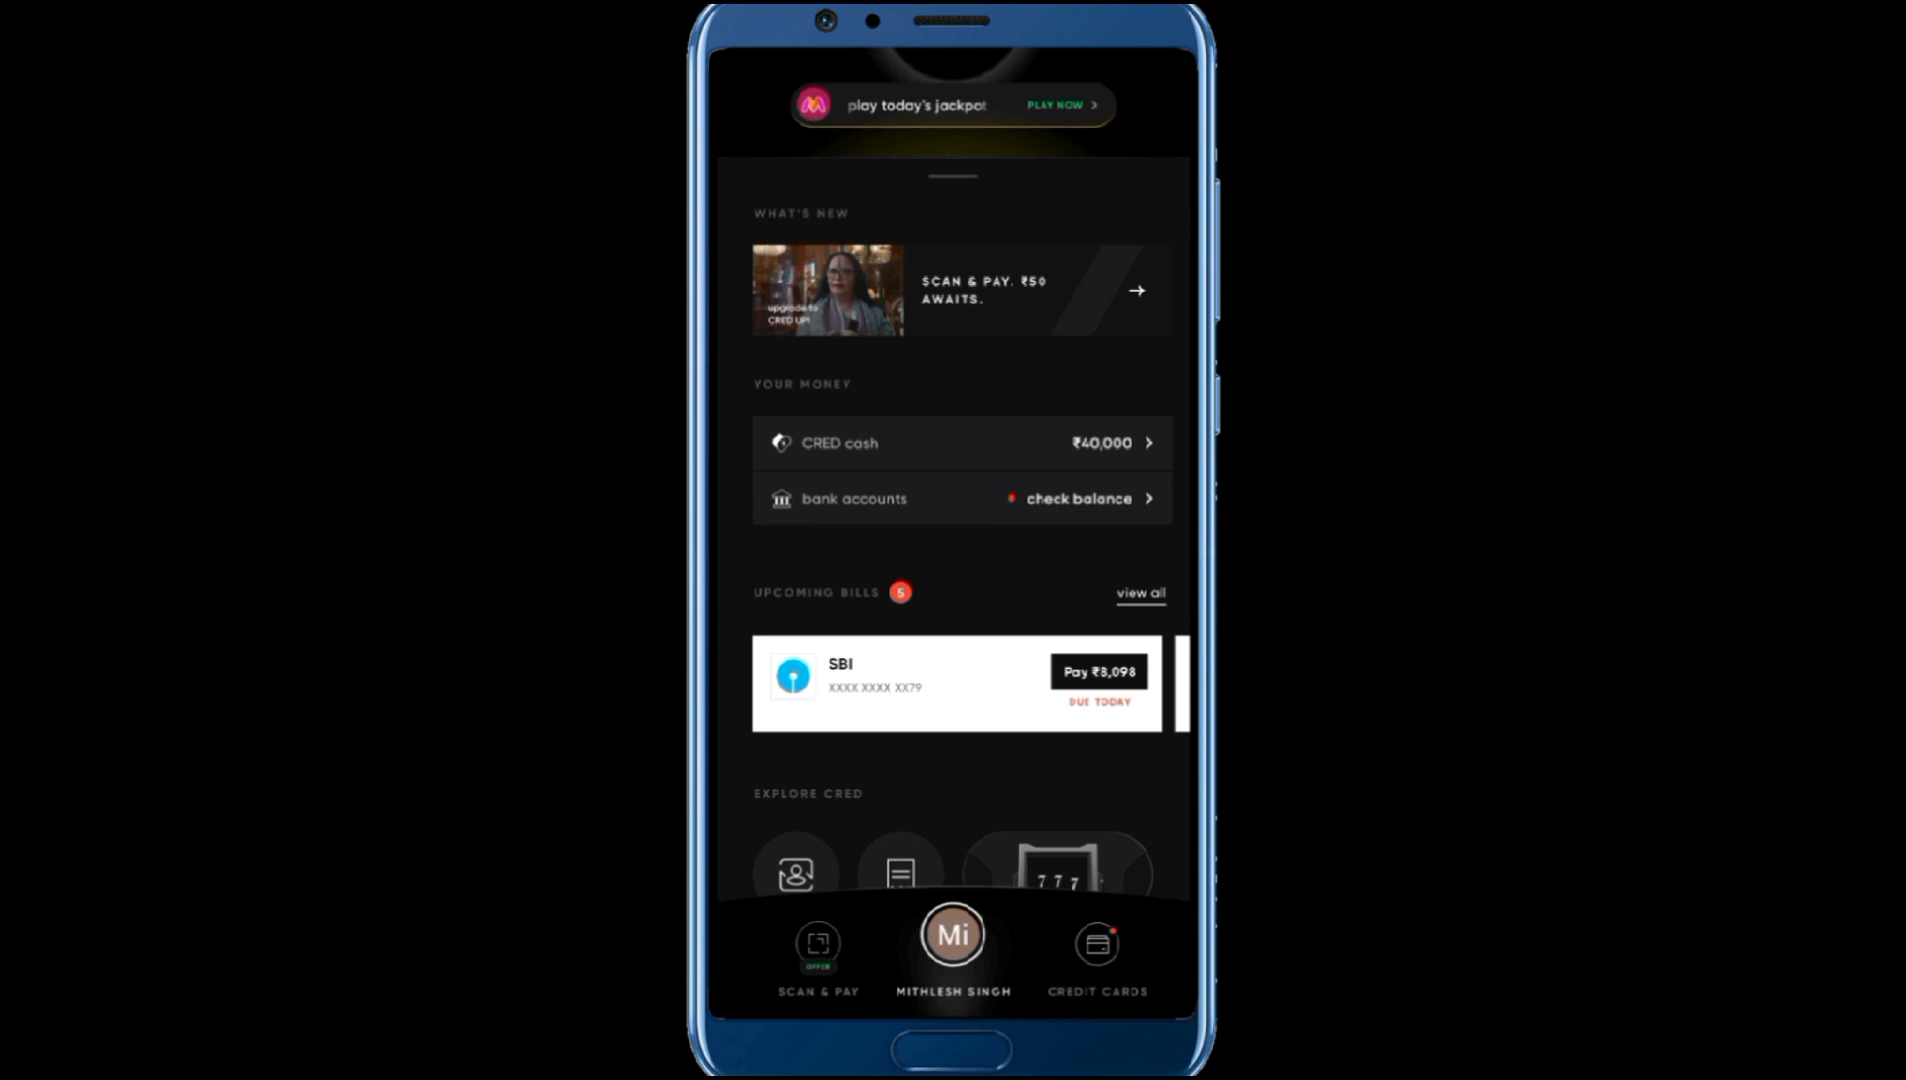 play today's jackpot PLAY NOW >
WHAT'S NEW
upgrade to
CRED UPI
SCAN & PAY. ₹50
AWAITS.
YOUR MONEY
CRED cash ₹40,000 >
bank accounts check balance >
UPCOMING BILLS 5 view all
SBI
XXXX XXXX XX79
Pay ₹8,098
DUE TODAY
EXPLORE CRED
777
Mi
OFFER
SCAN & PAY MITHLESH SINGH CREDIT CARDS